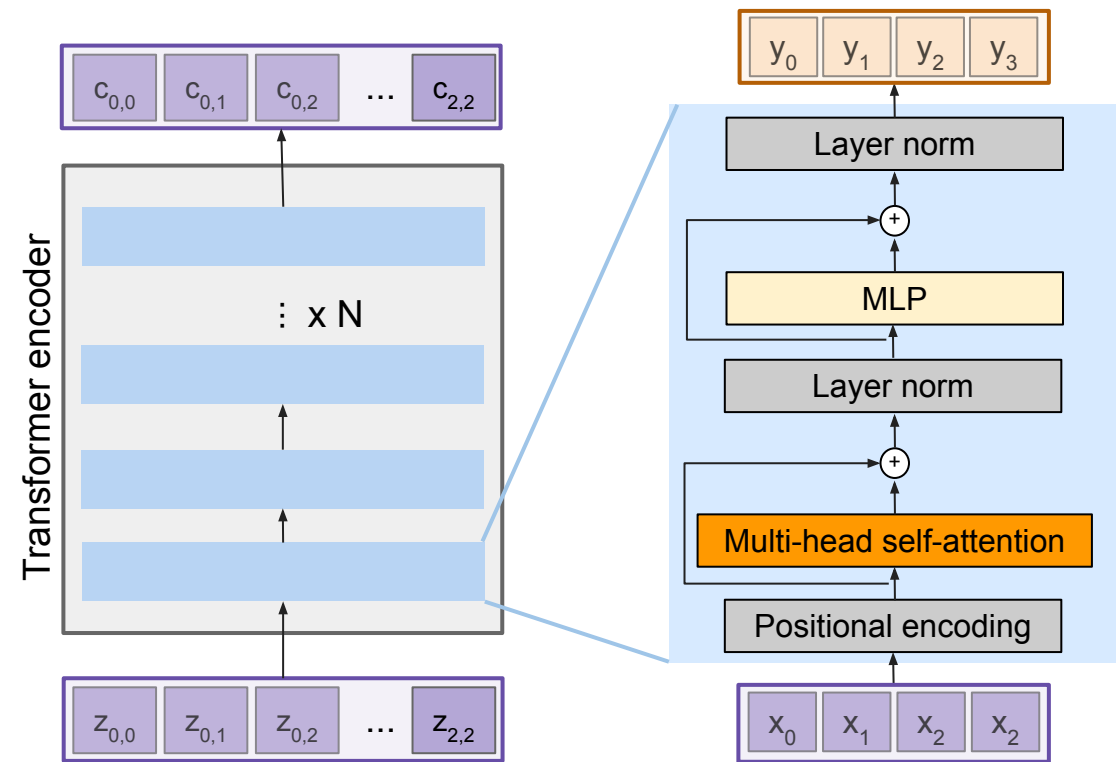 c0,0 c0,1 c0,2 ... c2,2
Transformer encoder
⋮ x N
z0,0 z0,1 z0,2 ... z2,2
y0 y1 y2 y3
Layer norm
+
MLP
Layer norm
+
Multi-head self-attention
Positional encoding
x0 x1 x2 x2